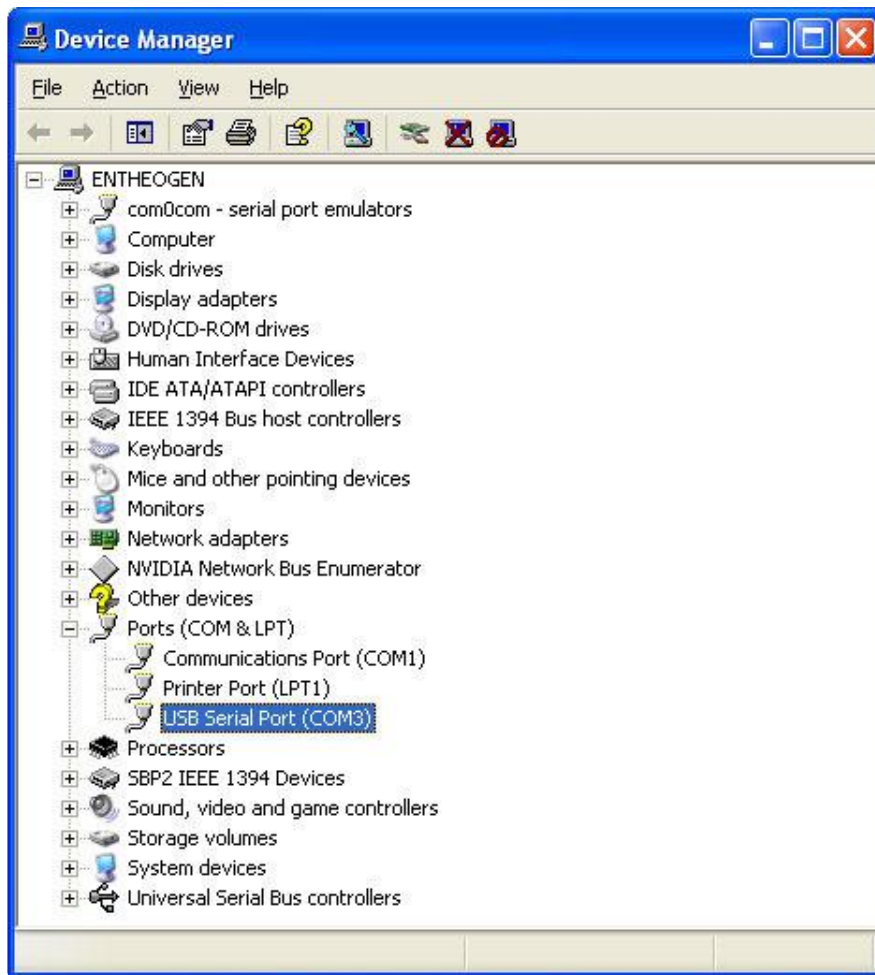 Device Manager
File Action View Help
ENTHEOGEN
com0com - serial port emulators
Computer
Disk drives
Display adapters
DVD/CD-ROM drives
Human Interface Devices
IDE ATA/ATAPI controllers
IEEE 1394 Bus host controllers
Keyboards
Mice and other pointing devices
Monitors
Network adapters
NVIDIA Network Bus Enumerator
Other devices
Ports (COM & LPT)
Communications Port (COM1)
Printer Port (LPT1)
USB Serial Port (COM3)
Processors
SBP2 IEEE 1394 Devices
Sound, video and game controllers
Storage volumes
System devices
Universal Serial Bus controllers